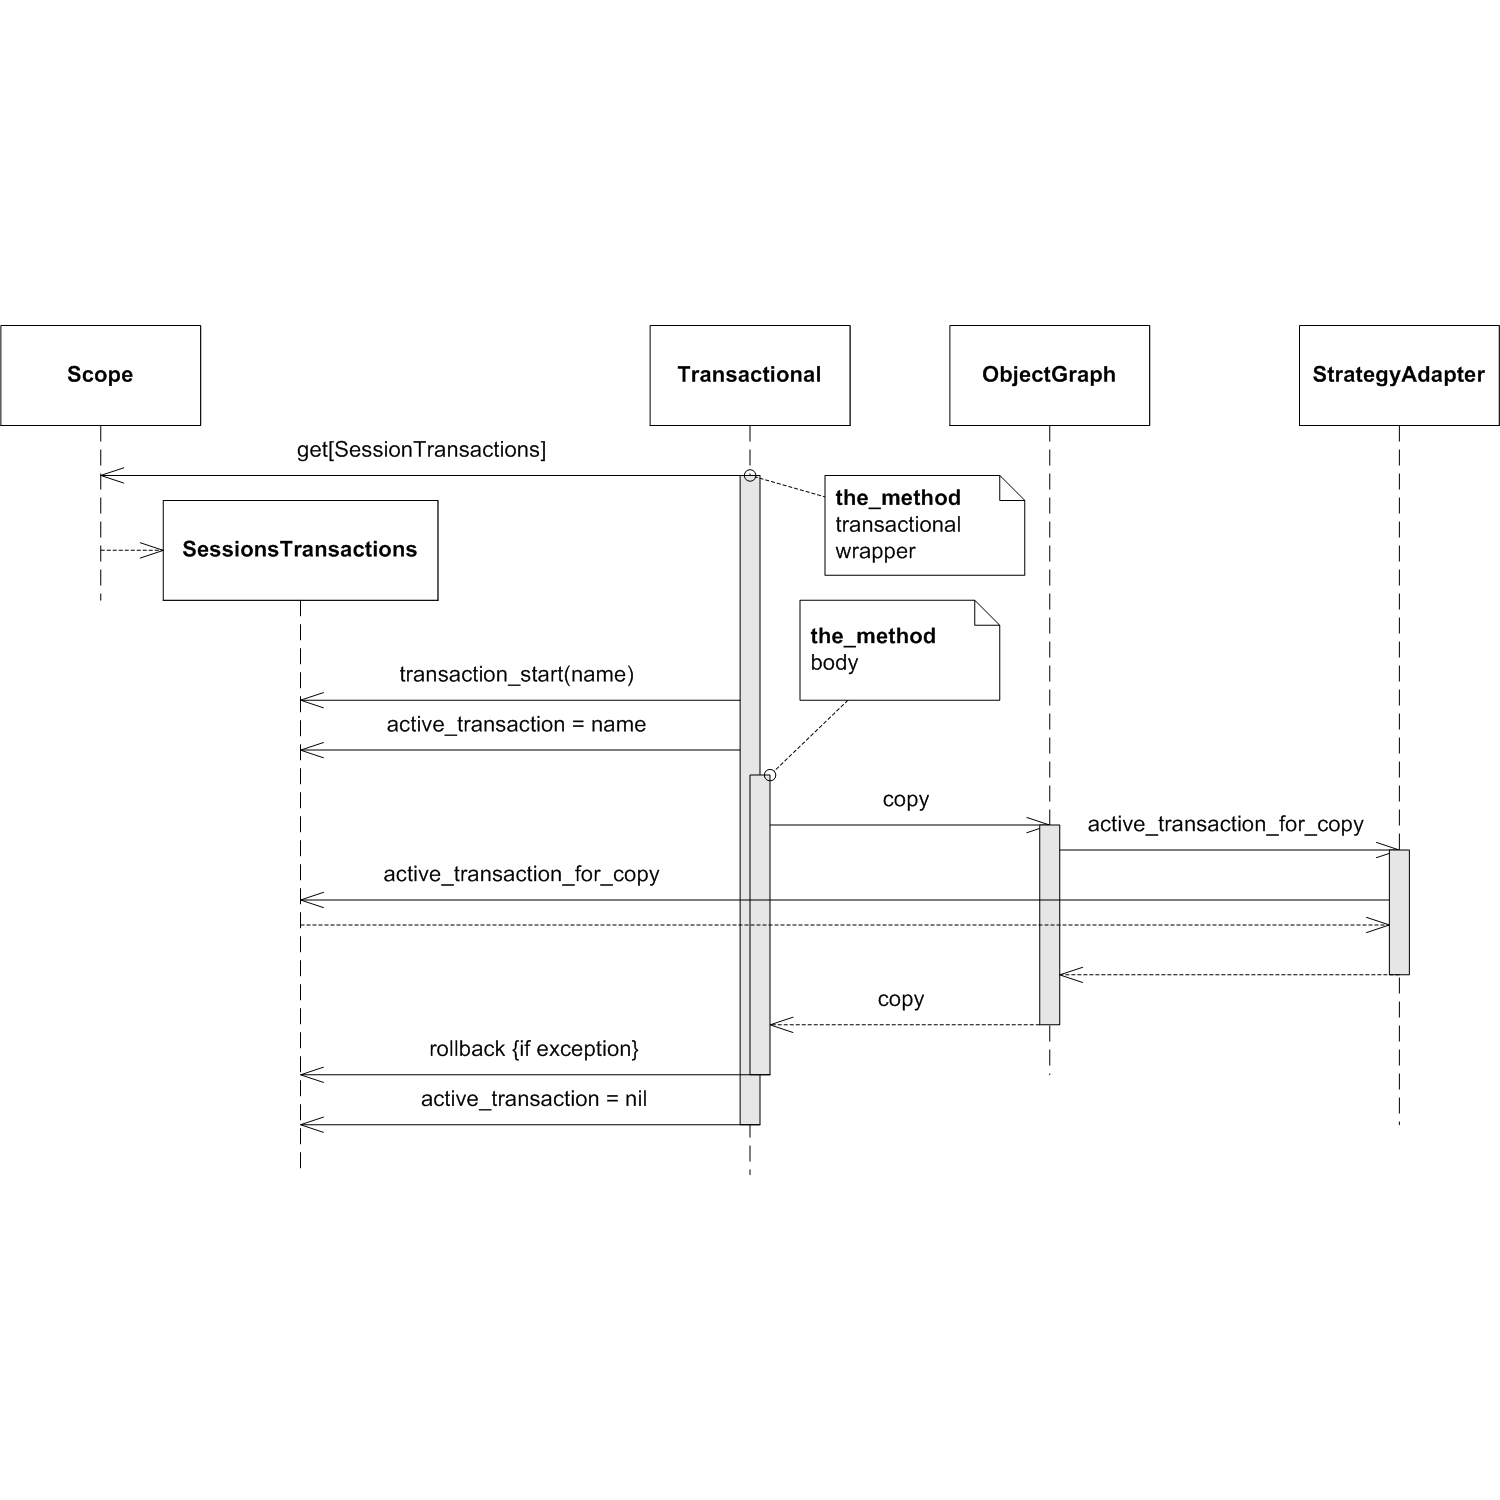 Scope
Transactional
ObjectGraph
StrategyAdapter
get[SessionTransactions]
the_method
transactional
wrapper
SessionsTransactions
the_method
body
transaction_start(name)
active_transaction = name
copy
active_transaction_for_copy
active_transaction_for_copy
copy
rollback {if exception}
active_transaction = nil